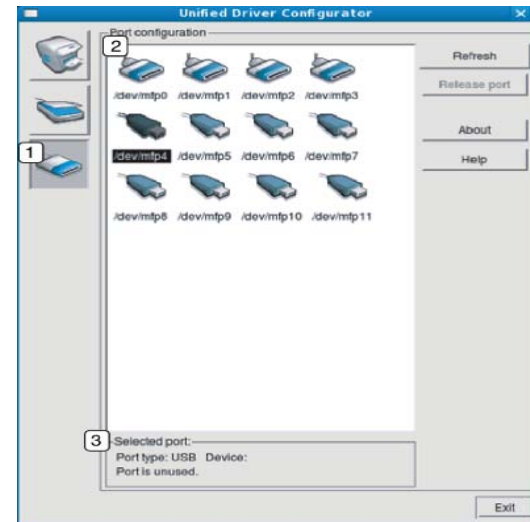 Unified Driver Configurator
Port configuration
2
Refresh
/dev/mfp0 /dev/mfp1 /dev/mfp2 /dev/mfp3
Release port
About
1
/dev/mfp4 /dev/mfp5 /dev/mfp6 /dev/mfp7
Help
/dev/mfp8 /dev/mfp9 /dev/mfp10 /dev/mfp11
3
Selected port:
Port type: USB Device:
Port is unused.
Exit